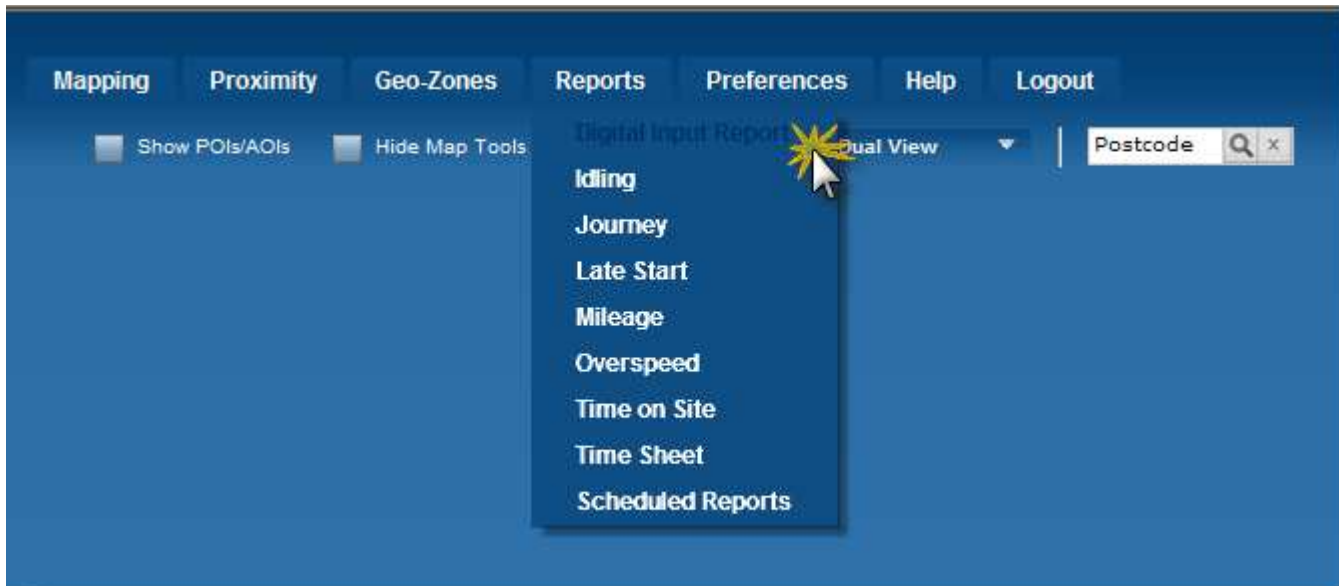 Mapping Proximity Geo-Zones Reports Preferences Help Logout
Show POIs/AOIs Hide Map Tools Digital Input Report Dual View Postcode
Idling
Journey
Late Start
Mileage
Overspeed
Time on Site
Time Sheet
Scheduled Reports